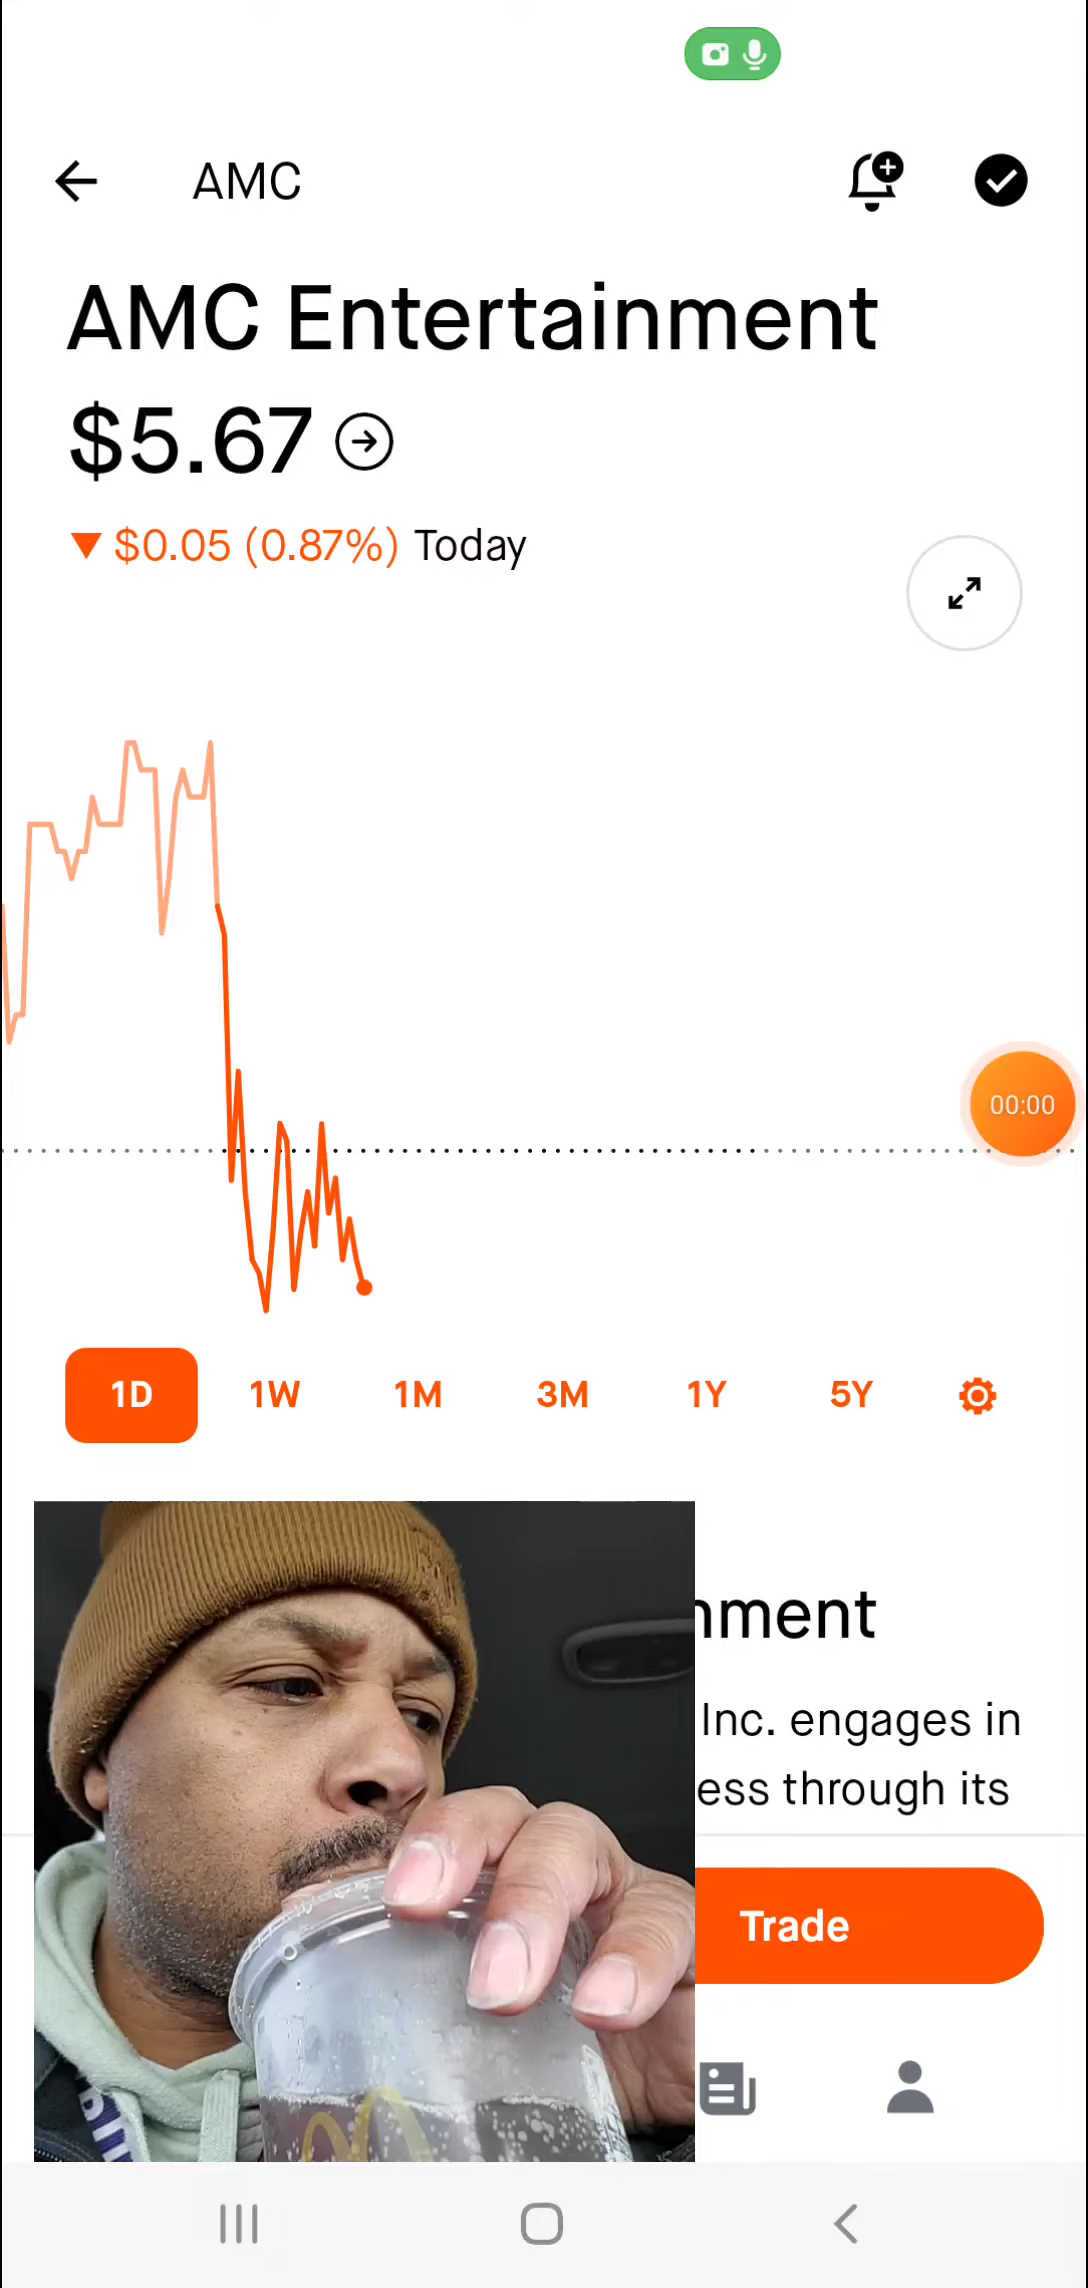 AMC
AMC Entertainment
$5.67
$0.05 (0.87%) Today
00:00
1D 1W 1M 3M 1Y 5Y
nment
Inc. engages in
ess through its
Trade